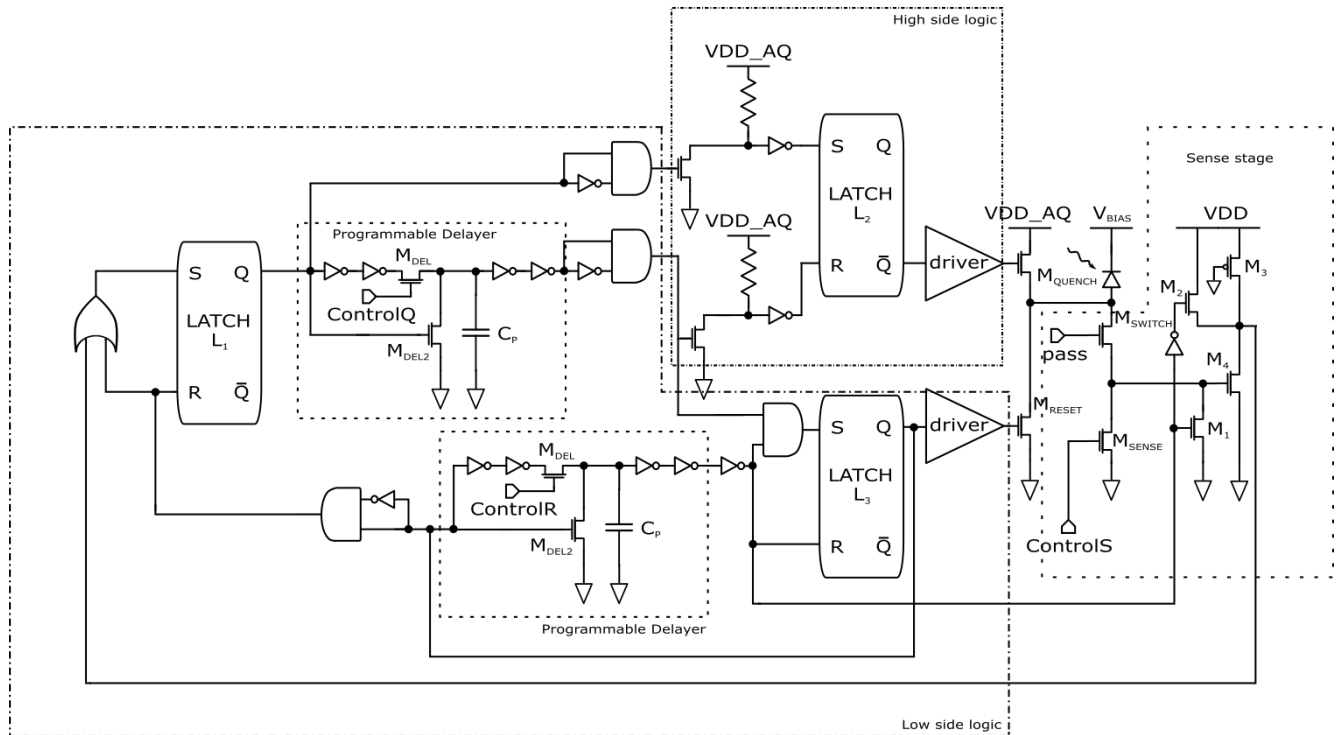 High side logic
VDD_AQ
S Q
LATCH
L2
R Q̅
VDD_AQ
driver
Sense stage
VDD_AQ
VBIAS
VDD
MQUENCH
M3
M2
MSWITCH
pass
M4
MRESET
M1
MSENSE
ControlS
Programmable Delayer
MDEL
ControlQ
MDEL2
CP
S Q
LATCH
L1
R Q̅
S Q
LATCH
L3
R Q̅
driver
MDEL
ControlR
MDEL2
CP
Programmable Delayer
Low side logic